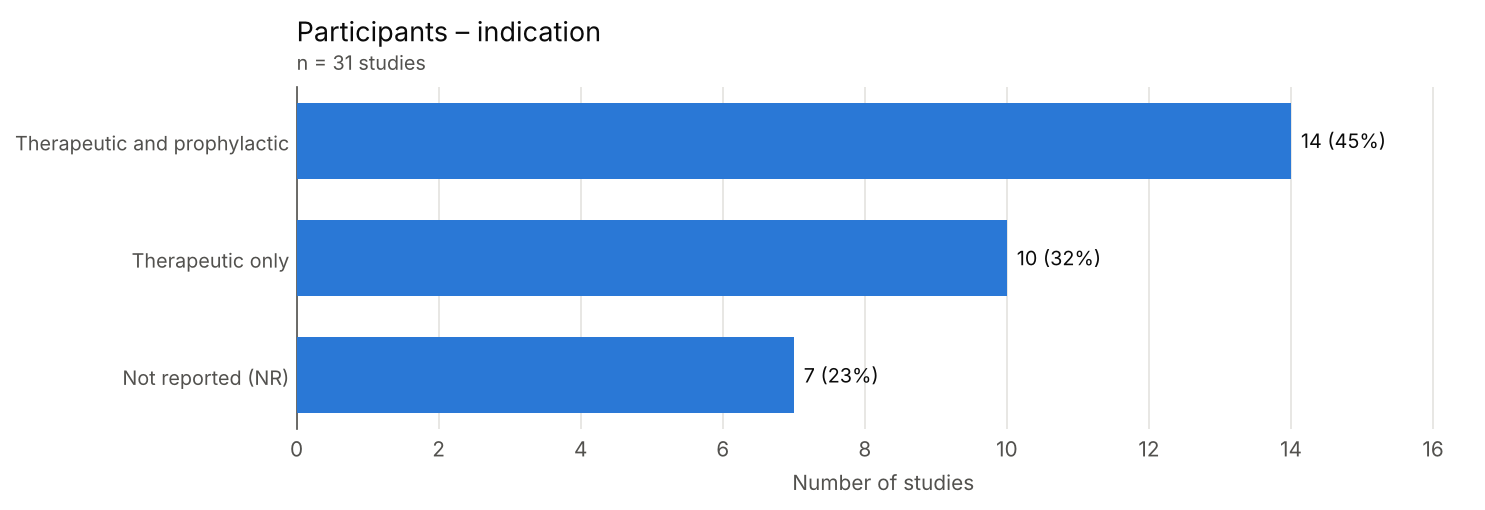 Participants – indication
n = 31 studies
Therapeutic and prophylactic
14 (45%)
Therapeutic only
10 (32%)
Not reported (NR)
7 (23%)
0 2 4 6 8 10 12 14 16
Number of studies